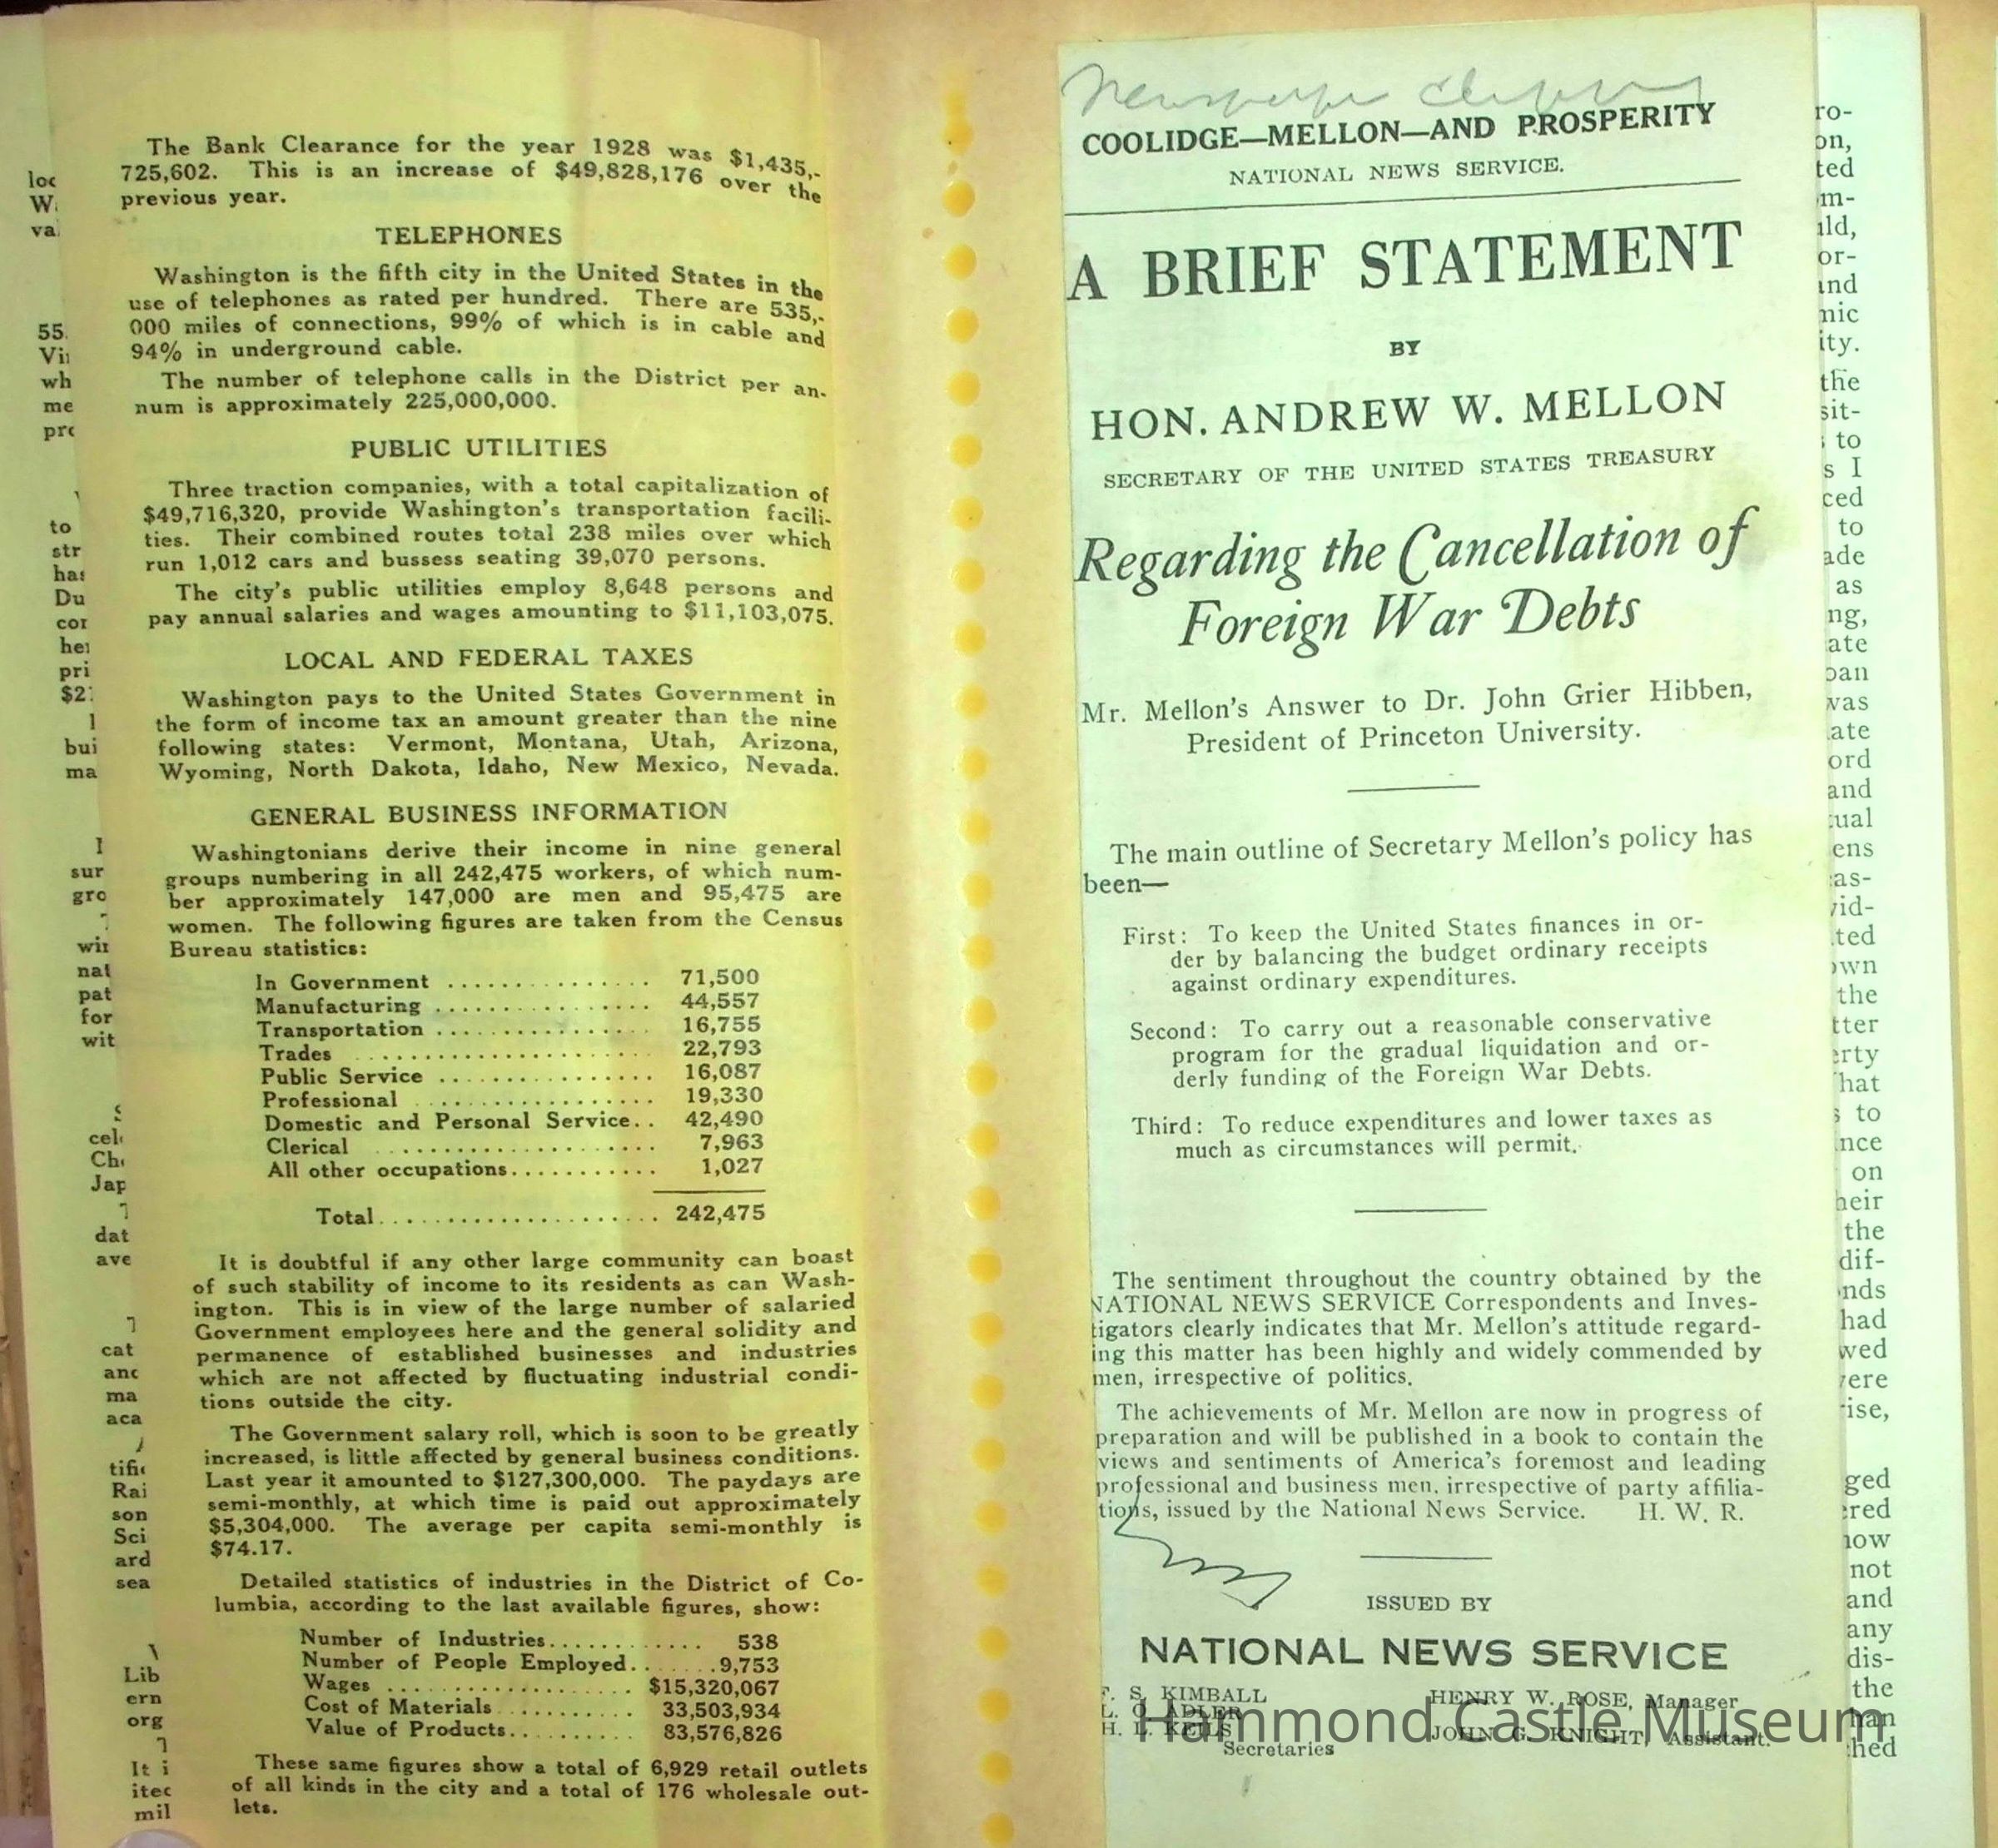 The Bank Clearance for the year 1928 was $1,435,-
725,602. This is an increase of $49,828,176 over the
previous year.
TELEPHONES
Washington is the fifth city in the United States in the
use of telephones as rated per hundred. There are 535,-
000 miles of connections, 99% of which is in cable and
94% in underground cable.
The number of telephone calls in the District per an-
num is approximately 225,000,000.
PUBLIC UTILITIES
Three traction companies, with a total capitalization of
$49,716,320, provide Washington's transportation facili-
ties. Their combined routes total 238 miles over which
run 1,012 cars and bussess seating 39,070 persons.
The city's public utilities employ 8,648 persons and
pay annual salaries and wages amounting to $11,103,075.
LOCAL AND FEDERAL TAXES
Washington pays to the United States Government in
the form of income tax an amount greater than the nine
following states: Vermont, Montana, Utah, Arizona,
Wyoming, North Dakota, Idaho, New Mexico, Nevada.
GENERAL BUSINESS INFORMATION
Washingtonians derive their income in nine general
groups numbering in all 242,475 workers, of which num-
ber approximately 147,000 are men and 95,475 are
women. The following figures are taken from the Census
Bureau statistics:
In Government ............... 71,500
Manufacturing ................ 44,557
Transportation ................ 16,755
Trades ...................... 22,793
Public Service ................ 16,087
Professional .................. 19,330
Domestic and Personal Service.. 42,490
Clerical ..................... 7,963
All other occupations........... 1,027
Total...................... 242,475
It is doubtful if any other large community can boast
of such stability of income to its residents as can Wash-
ington. This is in view of the large number of salaried
Government employees here and the general solidity and
permanence of established businesses and industries
which are not affected by fluctuating industrial condi-
tions outside the city.
The Government salary roll, which is soon to be greatly
increased, is little affected by general business conditions.
Last year it amounted to $127,300,000. The paydays are
semi-monthly, at which time is paid out approximately
$5,304,000. The average per capita semi-monthly is
$74.17.
Detailed statistics of industries in the District of Co-
lumbia, according to the last available figures, show:
Number of Industries............ 538
Number of People Employed....... 9,753
Wages .................. $15,320,067
Cost of Materials ........... 33,503,934
Value of Products.......... 83,576,826
These same figures show a total of 6,929 retail outlets
of all kinds in the city and a total of 176 wholesale out-
lets.
Newspaper Clipping
COOLIDGE—MELLON—AND PROSPERITY
NATIONAL NEWS SERVICE.
A BRIEF STATEMENT
BY
HON. ANDREW W. MELLON
SECRETARY OF THE UNITED STATES TREASURY
Regarding the Cancellation of
Foreign War Debts
Mr. Mellon's Answer to Dr. John Grier Hibben,
President of Princeton University.
The main outline of Secretary Mellon's policy has
been—
First: To keep the United States finances in or-
der by balancing the budget ordinary receipts
against ordinary expenditures.
Second: To carry out a reasonable conservative
program for the gradual liquidation and or-
derly funding of the Foreign War Debts.
Third: To reduce expenditures and lower taxes as
much as circumstances will permit.
The sentiment throughout the country obtained by the
NATIONAL NEWS SERVICE Correspondents and Inves-
tigators clearly indicates that Mr. Mellon's attitude regard-
ing this matter has been highly and widely commended by
men, irrespective of politics.
The achievements of Mr. Mellon are now in progress of
preparation and will be published in a book to contain the
views and sentiments of America's foremost and leading
professional and business men, irrespective of party affilia-
tions, issued by the National News Service. H. W. R.
ISSUED BY
NATIONAL NEWS SERVICE
F. S. KIMBALL
L. O. ADLER
H. L. KEILS
Secretaries
HENRY W. ROSE, Manager
JOHN G. KNIGHT, Assistant.
Hammond Castle Museum